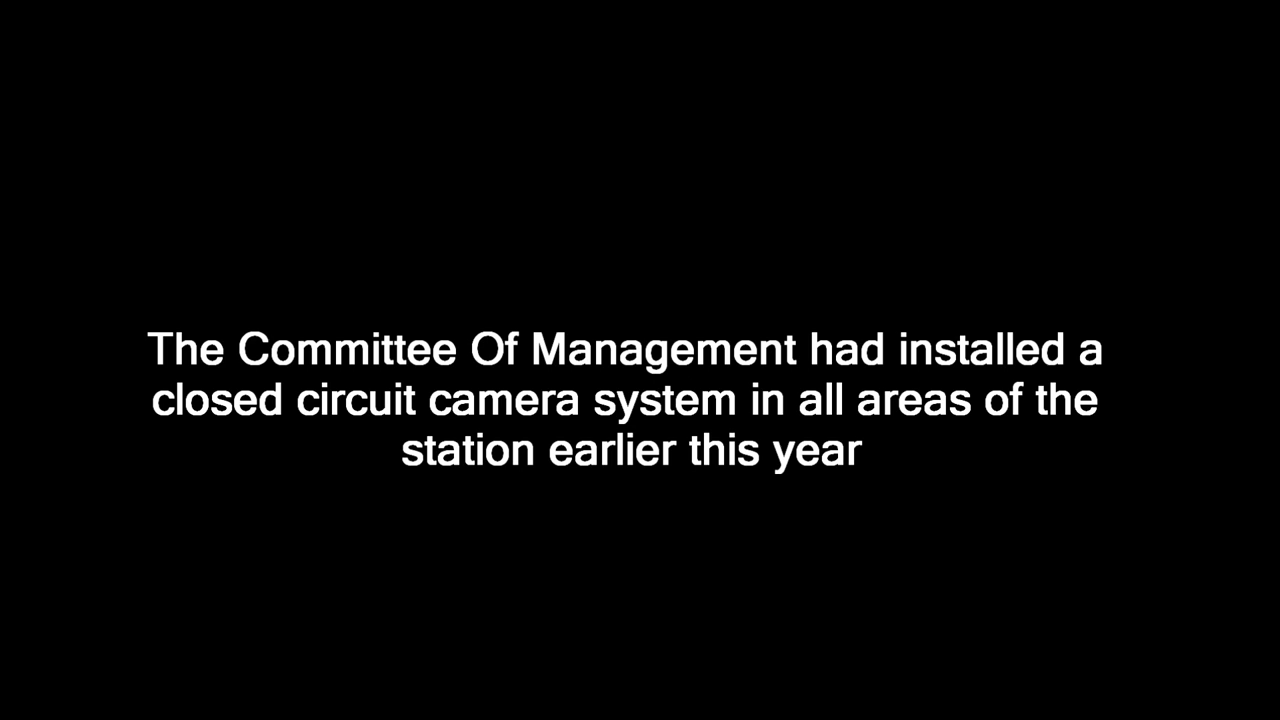 The Committee Of Management had installed a
closed circuit camera system in all areas of the
station earlier this year